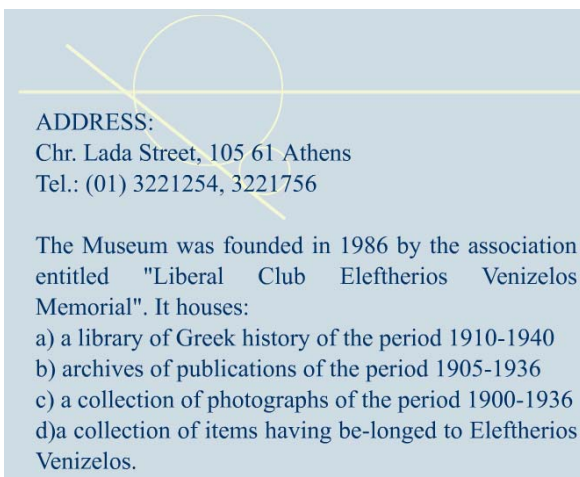 ADDRESS:
Chr. Lada Street, 105 61 Athens
Tel.: (01) 3221254, 3221756
The Museum was founded in 1986 by the association
entitled "Liberal Club Eleftherios Venizelos
Memorial". It houses:
a) a library of Greek history of the period 1910-1940
b) archives of publications of the period 1905-1936
c) a collection of photographs of the period 1900-1936
d)a collection of items having be-longed to Eleftherios
Venizelos.